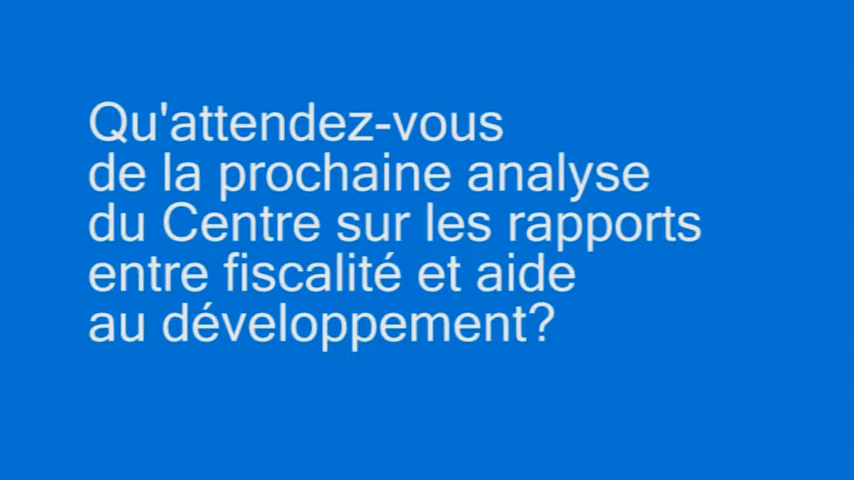 Qu'attendez-vous
de la prochaine analyse
du Centre sur les rapports
entre fiscalité et aide
au développement?